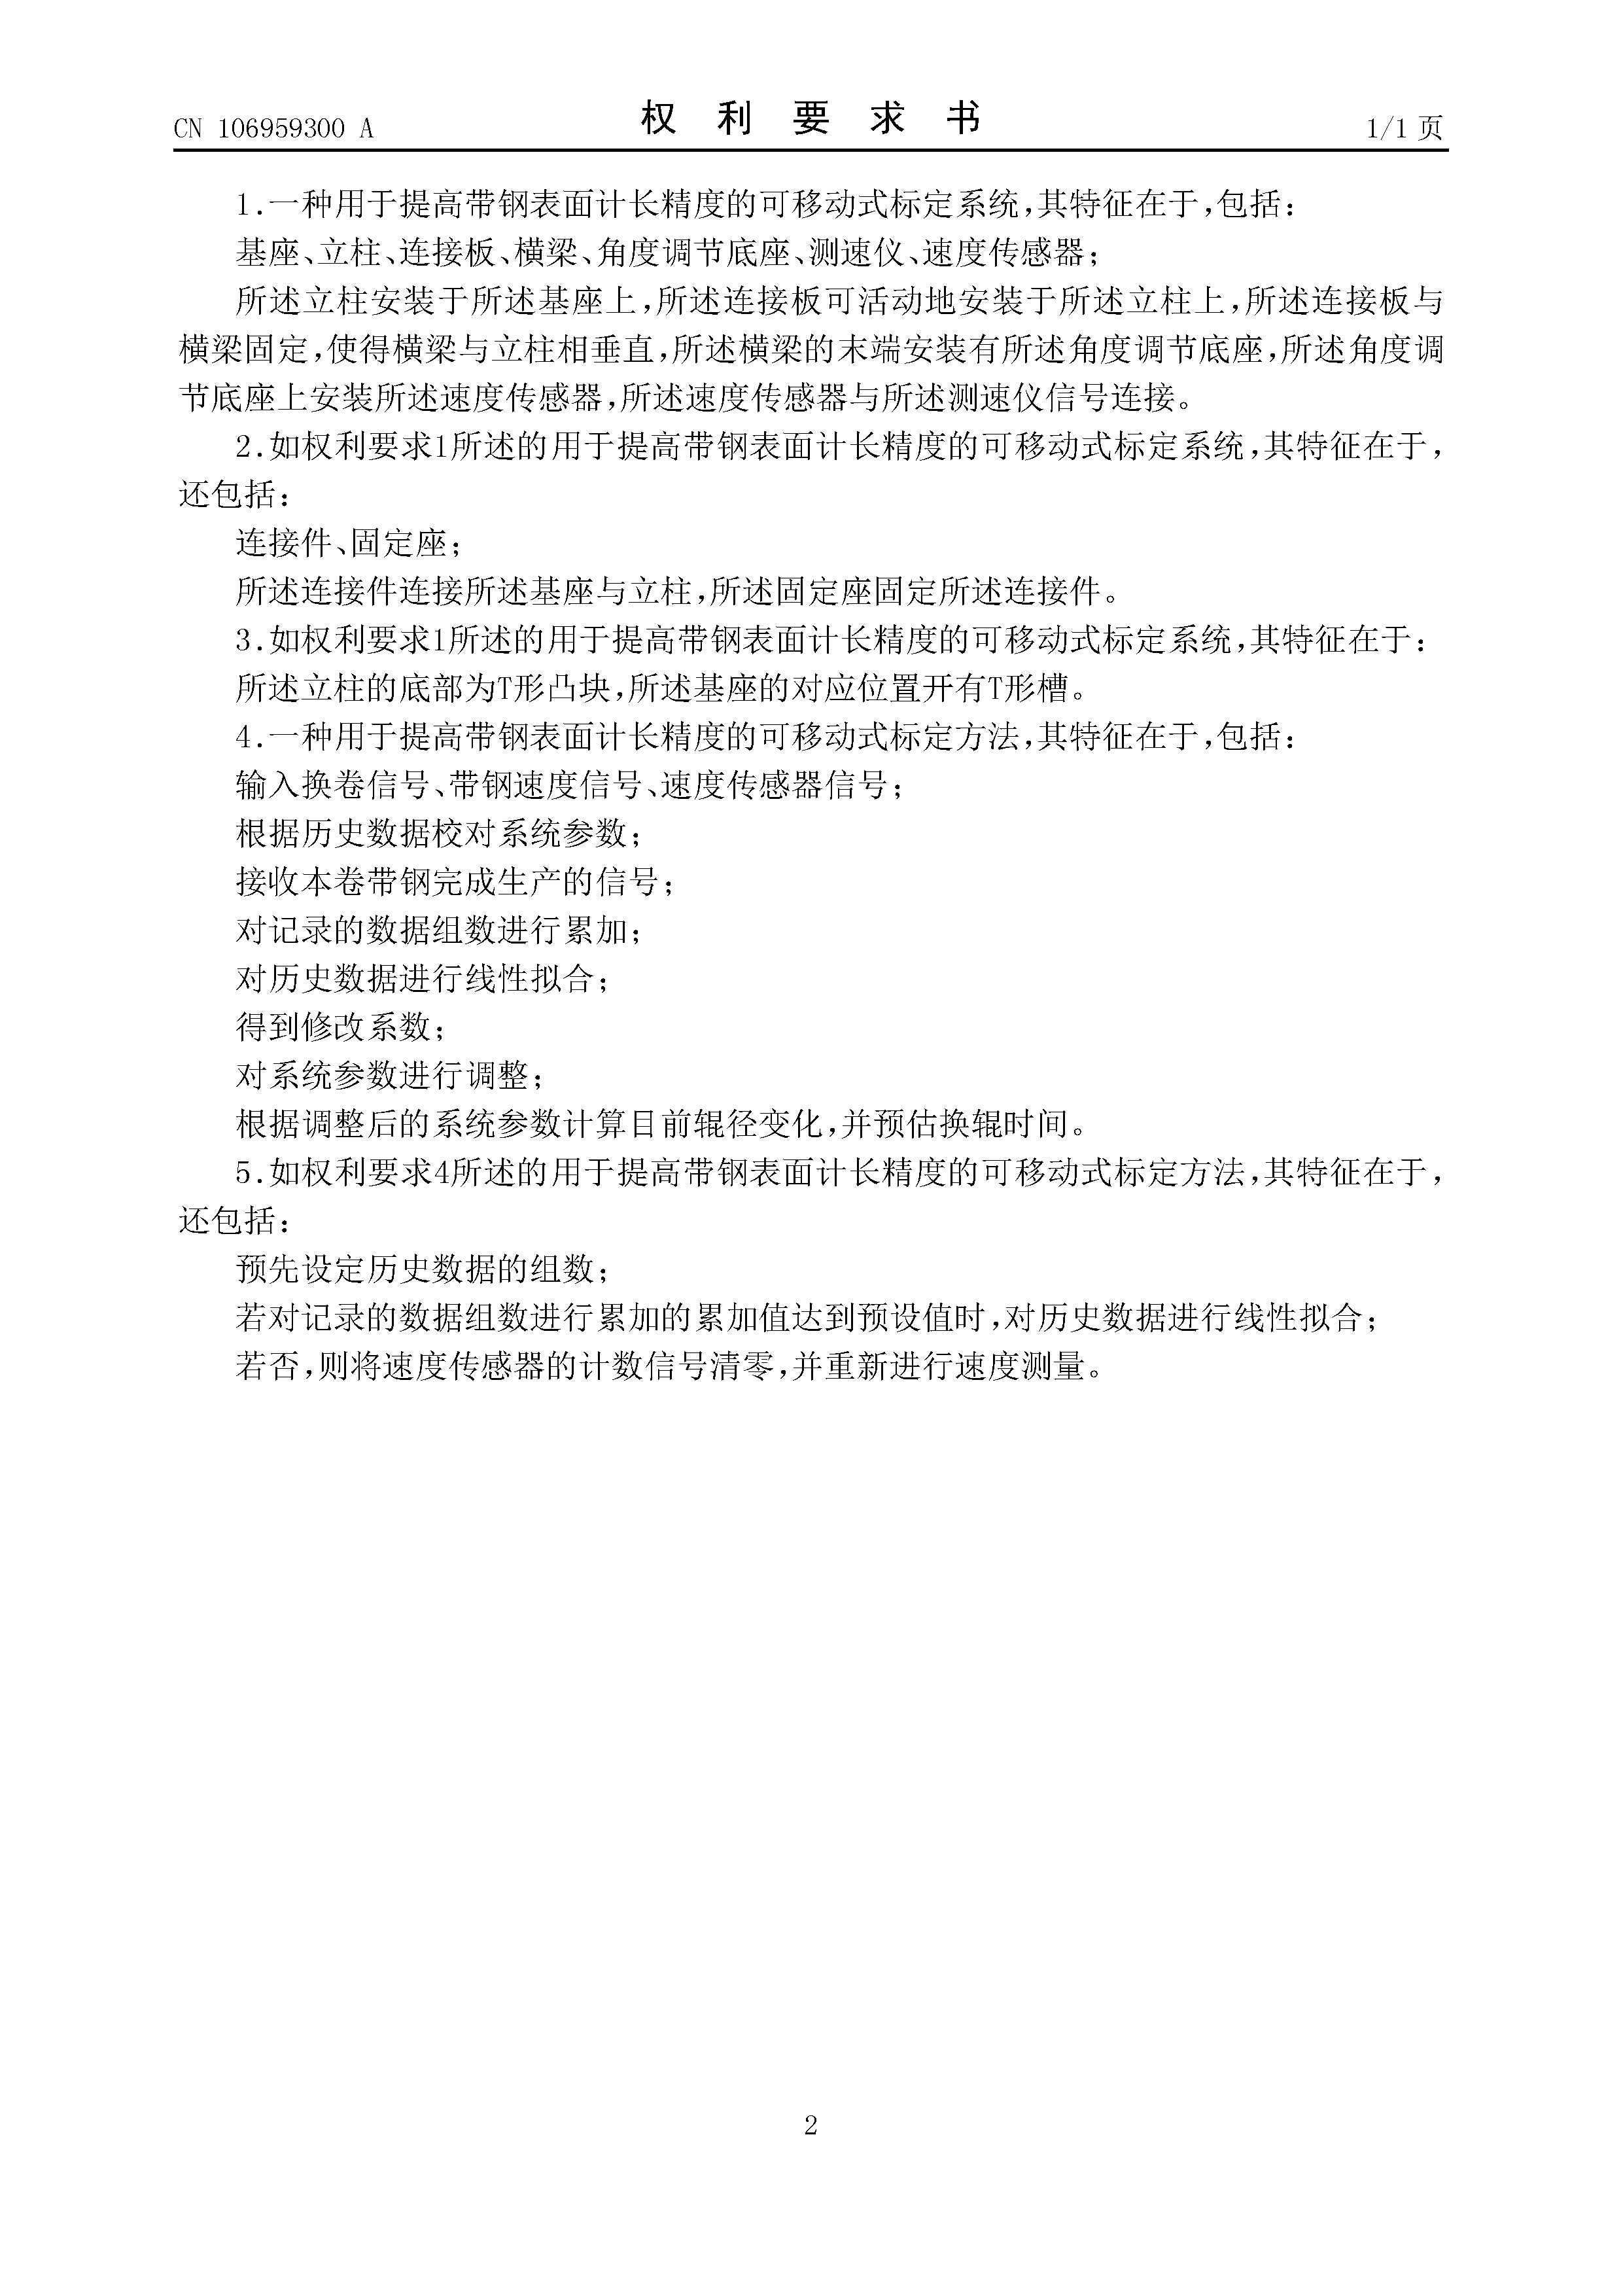 CN 106959300 A
权利要求书
1/1 页
1.一种用于提高带钢表面计长精度的可移动式标定系统,其特征在于,包括:
基座、立柱、连接板、横梁、角度调节底座、测速仪、速度传感器;
所述立柱安装于所述基座上,所述连接板可活动地安装于所述立柱上,所述连接板与
横梁固定,使得横梁与立柱相垂直,所述横梁的末端安装有所述角度调节底座,所述角度调
节底座上安装所述速度传感器,所述速度传感器与所述测速仪信号连接。
2.如权利要求1所述的用于提高带钢表面计长精度的可移动式标定系统,其特征在于,
还包括:
连接件、固定座;
所述连接件连接所述基座与立柱,所述固定座固定所述连接件。
3.如权利要求1所述的用于提高带钢表面计长精度的可移动式标定系统,其特征在于:
所述立柱的底部为T形凸块,所述基座的对应位置开有T形槽。
4.一种用于提高带钢表面计长精度的可移动式标定方法,其特征在于,包括:
输入换卷信号、带钢速度信号、速度传感器信号;
根据历史数据校对系统参数;
接收本卷带钢完成生产的信号;
对记录的数据组数进行累加;
对历史数据进行线性拟合;
得到修改系数;
对系统参数进行调整;
根据调整后的系统参数计算目前辊径变化,并预估换辊时间。
5.如权利要求4所述的用于提高带钢表面计长精度的可移动式标定方法,其特征在于,
还包括:
预先设定历史数据的组数;
若对记录的数据组数进行累加的累加值达到预设值时,对历史数据进行线性拟合;
若否,则将速度传感器的计数信号清零,并重新进行速度测量。
2